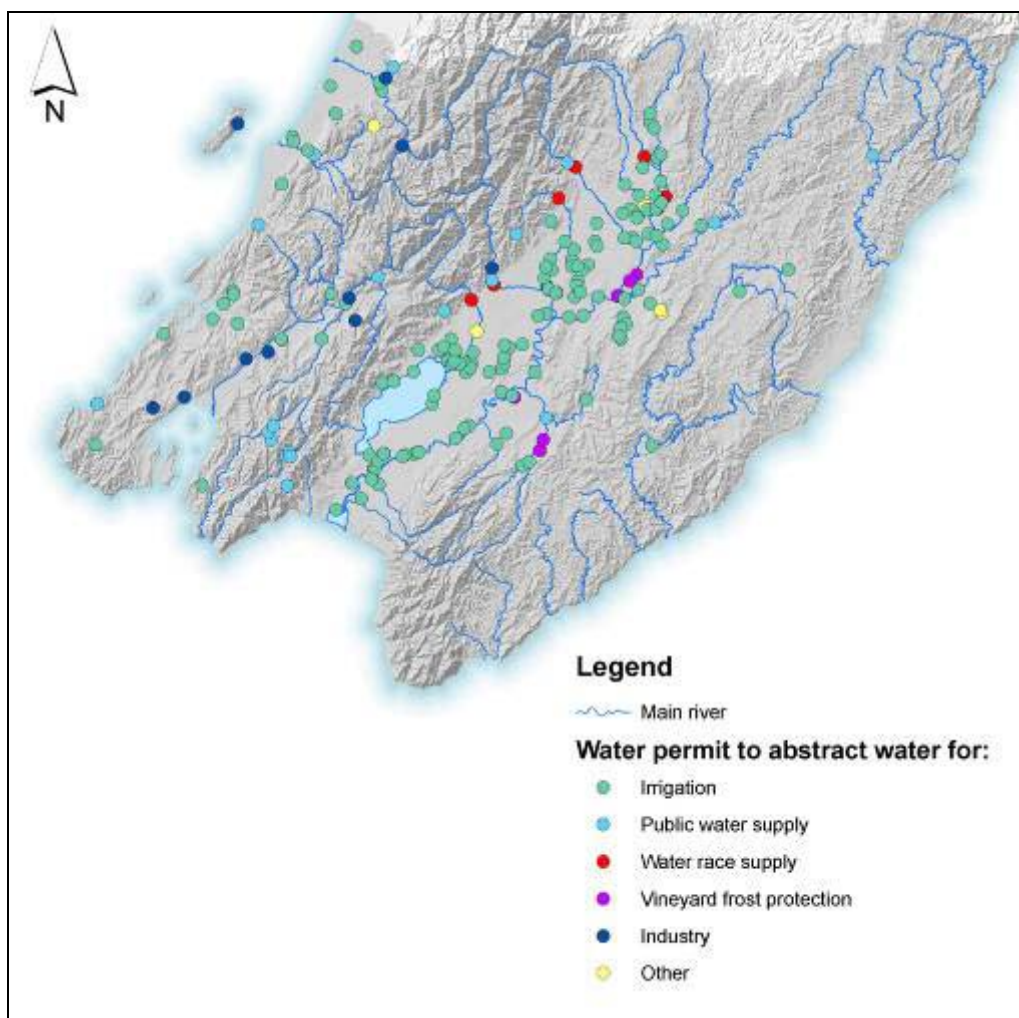 N
Legend
Main river
Water permit to abstract water for:
Irrigation
Public water supply
Water race supply
Vineyard frost protection
Industry
Other